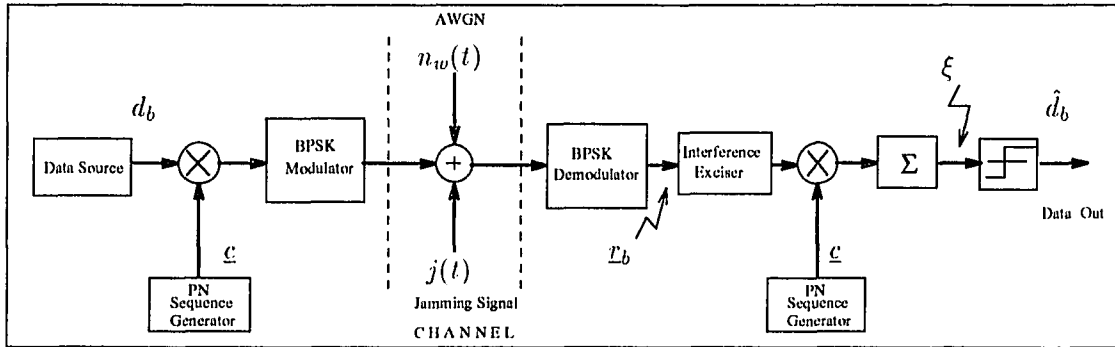 AWGN
n_w(t)
ξ
d_b
d̂_b
Data Source
BPSK
Modulator
+
BPSK
Demodulator
Interference
Exciser
Σ
Data Out
c
r_b
c
PN
Sequence
Generator
j(t)
Jamming Signal
CHANNEL
PN
Sequence
Generator